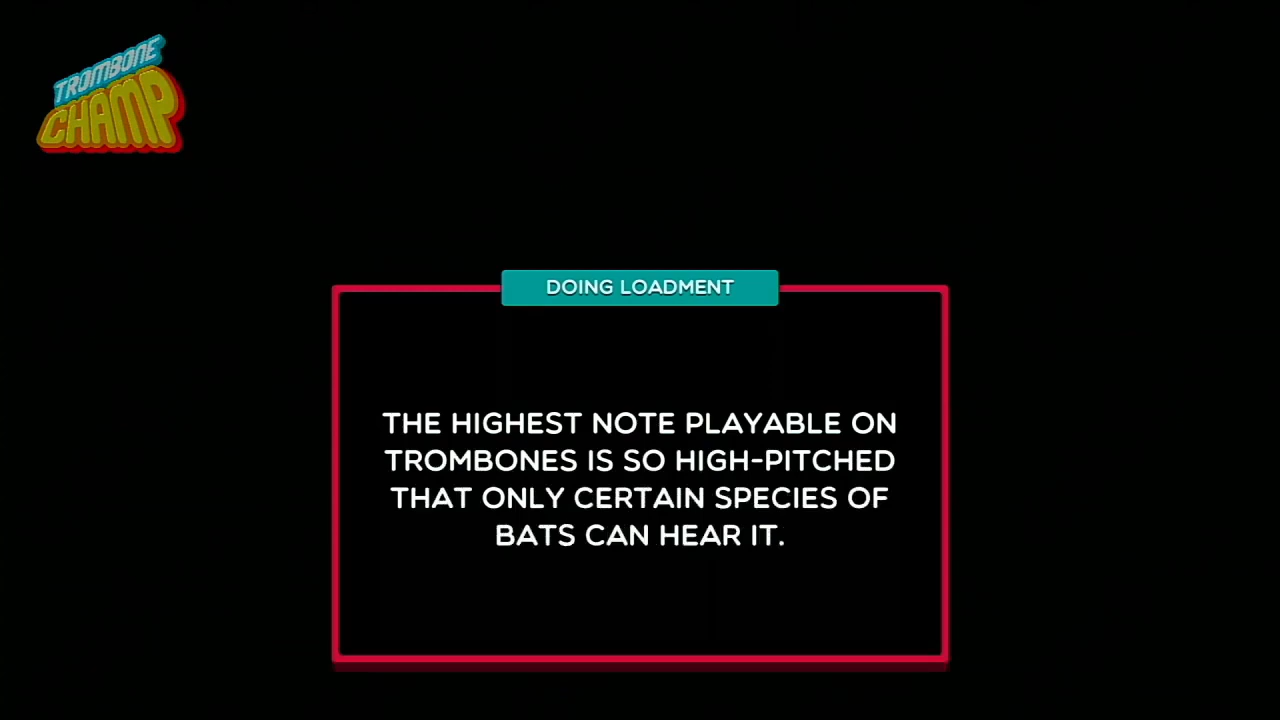 TROMBONE
CHAMP
DOING LOADMENT
THE HIGHEST NOTE PLAYABLE ON
TROMBONES IS SO HIGH-PITCHED
THAT ONLY CERTAIN SPECIES OF
BATS CAN HEAR IT.